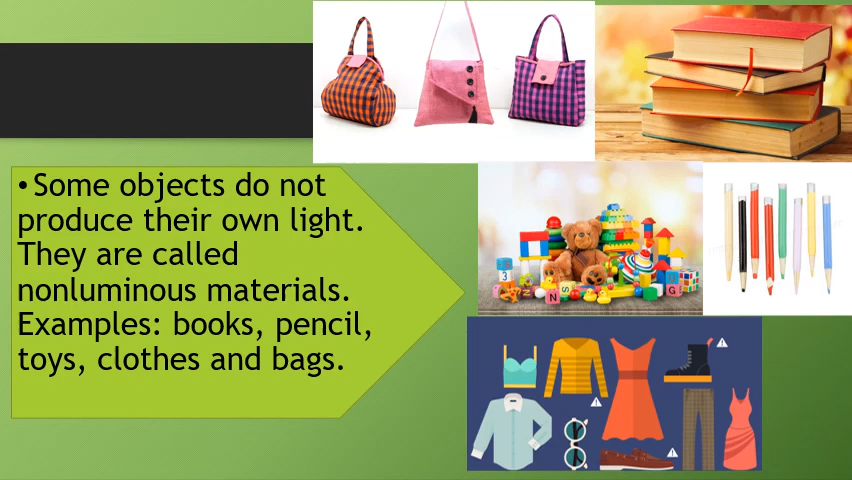 • Some objects do not
produce their own light.
They are called
nonluminous materials.
Examples: books, pencil,
toys, clothes and bags.